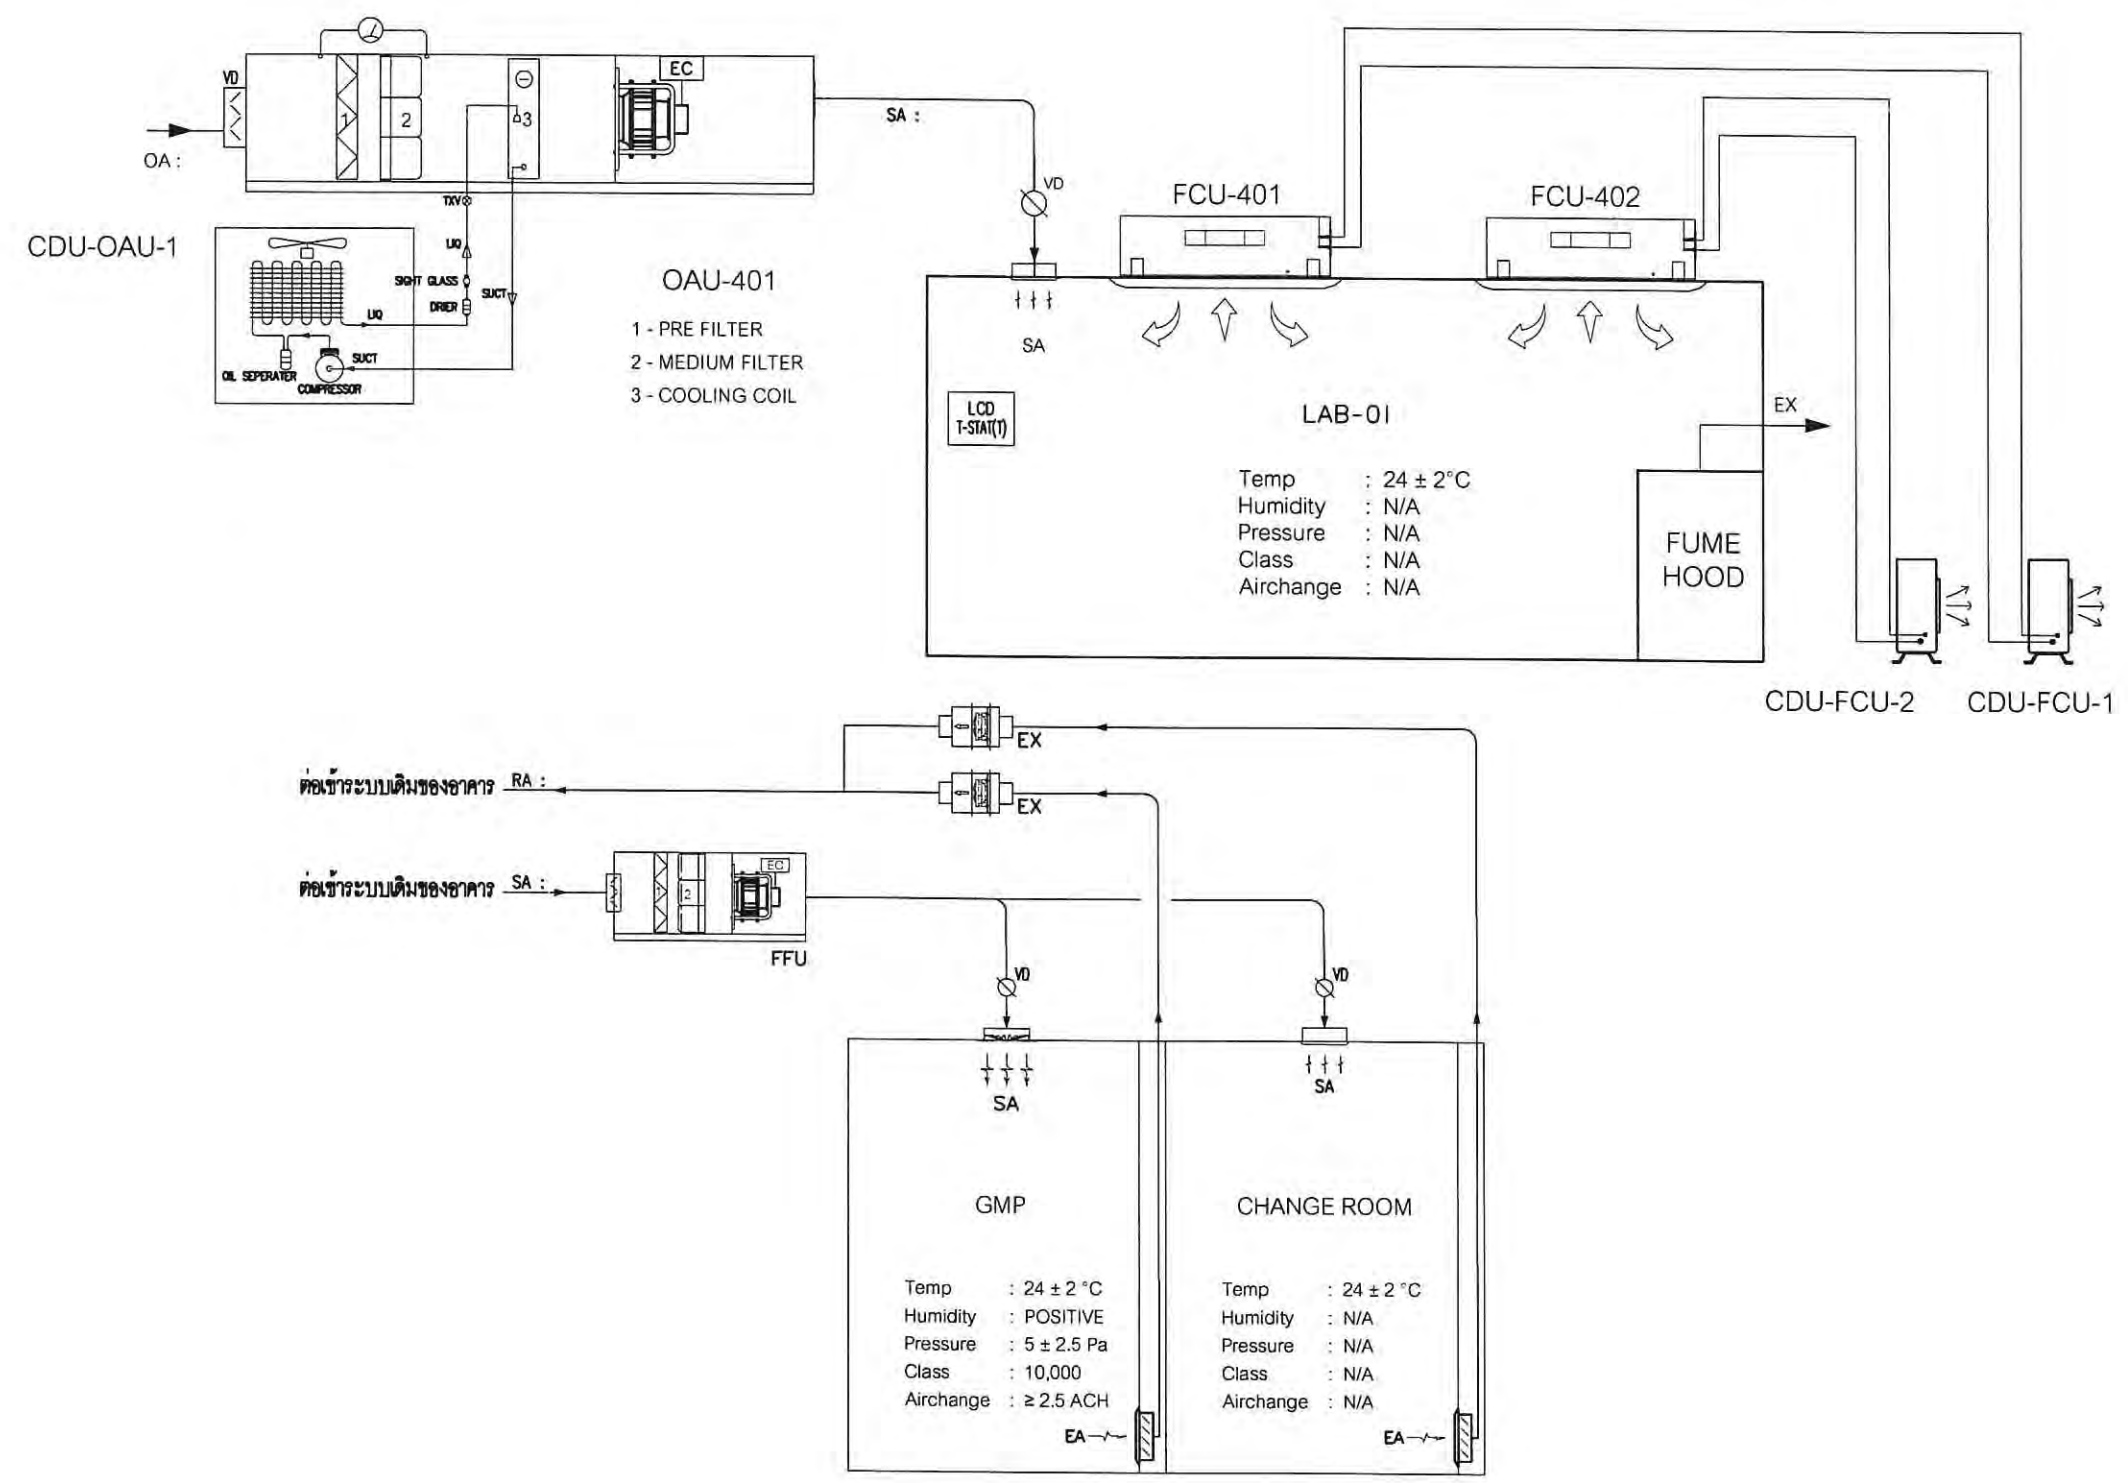 VD
EC
1
2
3
OA :
SA :
CDU-OAU-1
TXV
LIQ
SIGHT GLASS
DRIER
SUCT
LIQ
SUCT
OIL SEPERATER
COMPRESSOR
OAU-401
1 - PRE FILTER
2 - MEDIUM FILTER
3 - COOLING COIL
VD
FCU-401
FCU-402
SA
LCD
T-STAT(T)
LAB-01
Temp : 24 ± 2°C
Humidity : N/A
Pressure : N/A
Class : N/A
Airchange : N/A
EX
FUME
HOOD
CDU-FCU-2
CDU-FCU-1
EX
ต่อเข้าระบบเดิมของอาคาร RA :
EX
ต่อเข้าระบบเดิมของอาคาร SA :
1
2
EC
FFU
VD
VD
SA
SA
GMP
Temp : 24 ± 2 °C
Humidity : POSITIVE
Pressure : 5 ± 2.5 Pa
Class : 10,000
Airchange : ≥ 2.5 ACH
EA
CHANGE ROOM
Temp : 24 ± 2 °C
Humidity : N/A
Pressure : N/A
Class : N/A
Airchange : N/A
EA